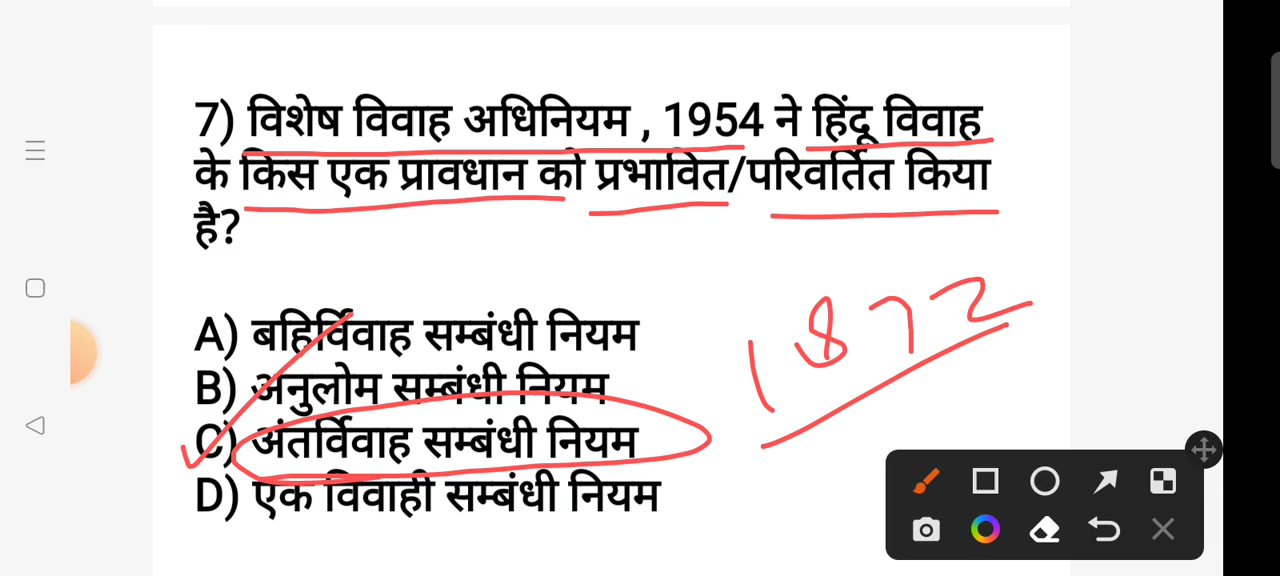 7) विशेष विवाह अधिनियम , 1954 ने हिंदू विवाह
के किस एक प्रावधान को प्रभावित/परिवर्तित किया
है?
A) बहिर्विवाह सम्बंधी नियम
B) अनुलोम सम्बंधी नियम
C) अंतर्विवाह सम्बंधी नियम
D) एक विवाही सम्बंधी नियम
1872